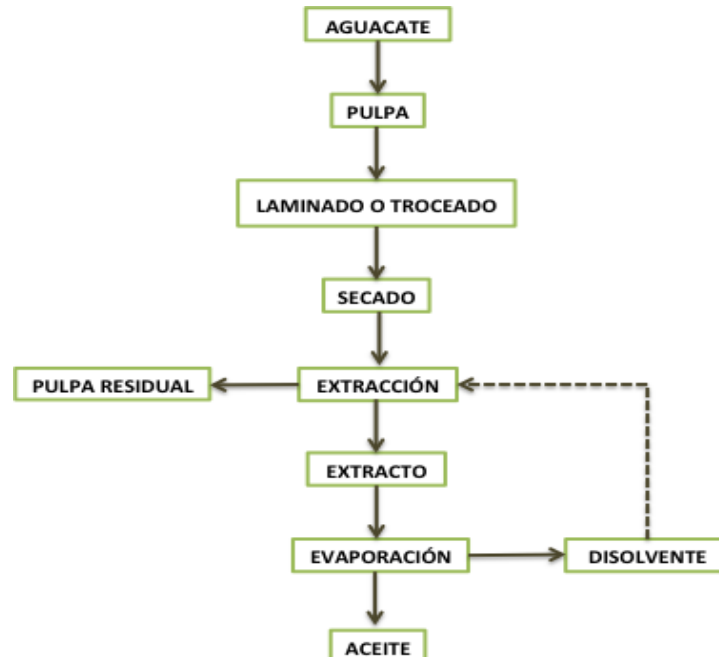 AGUACATE
PULPA
LAMINADO O TROCEADO
SECADO
PULPA RESIDUAL
EXTRACCIÓN
EXTRACTO
EVAPORACIÓN
DISOLVENTE
ACEITE